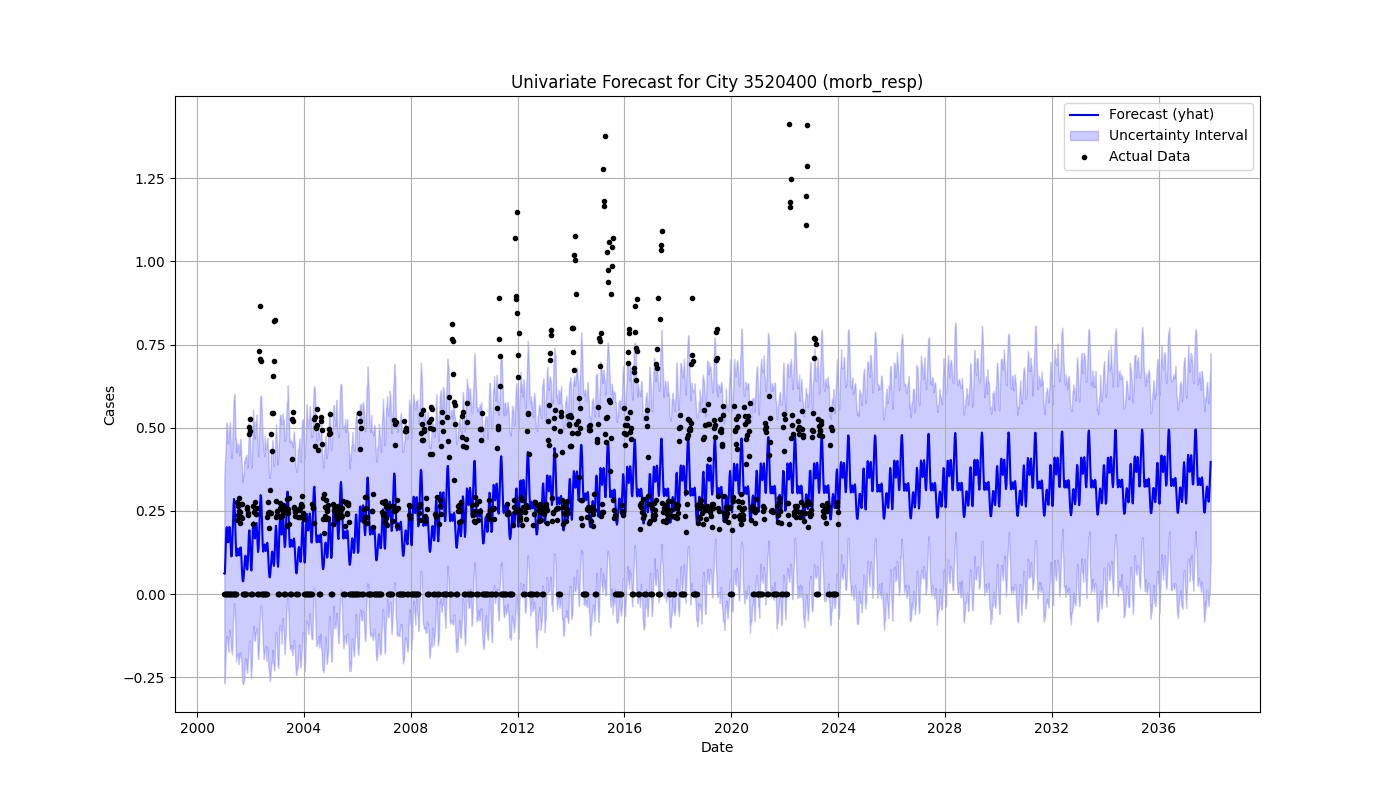 Univariate Forecast for City 3520400 (morb_resp)
Forecast (yhat)
Uncertainty Interval
Actual Data
Cases
1.25
1.00
0.75
0.50
0.25
0.00
−0.25
2000 2004 2008 2012 2016 2020 2024 2028 2032 2036
Date